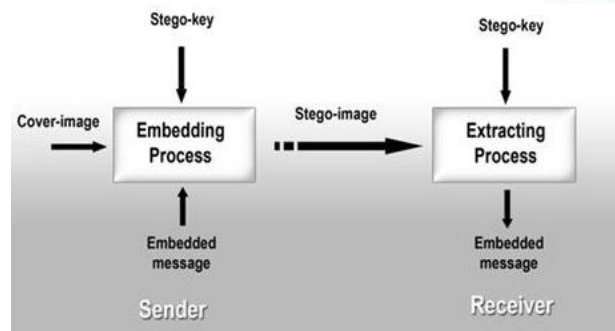 Stego-key
Stego-key
Cover-image
Embedding
Process
Stego-image
Extracting
Process
Embedded
message
Embedded
message
Sender
Receiver